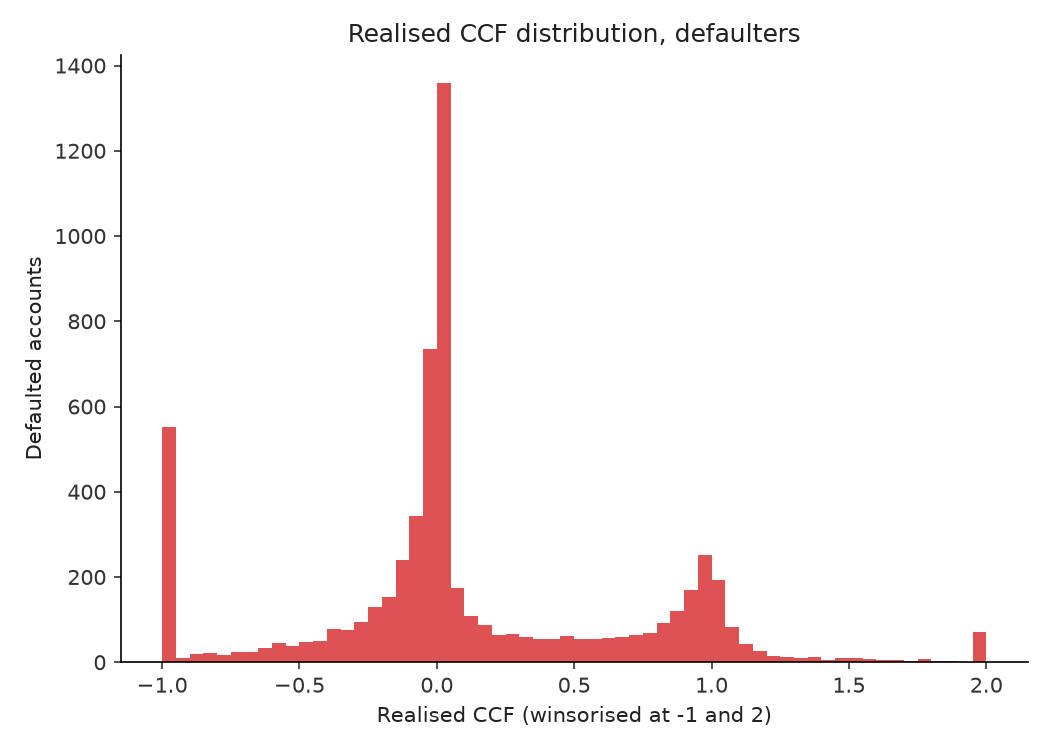 Realised CCF distribution, defaulters
1400
1200
1000
800
600
400
200
0
Defaulted accounts
−1.0 −0.5 0.0 0.5 1.0 1.5 2.0
Realised CCF (winsorised at -1 and 2)